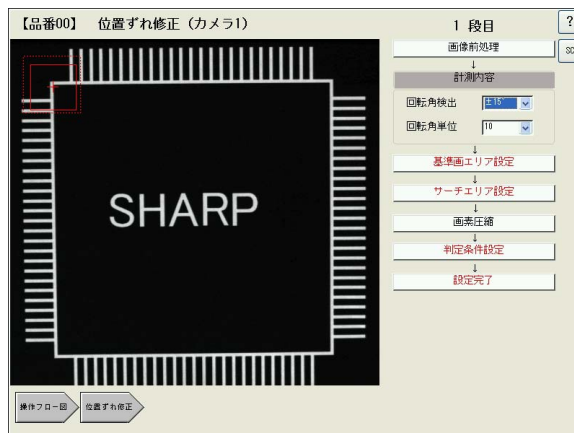 【品番00】 位置ずれ修正（カメラ1）
1 段目
?
SC
画像前処理
↓
計測内容
回転角検出 ±15°
回転角単位 10
↓
基準画エリア設定
↓
サーチエリア設定
↓
画素圧縮
↓
判定条件設定
↓
設定完了
SHARP
操作フロー図
位置ずれ修正